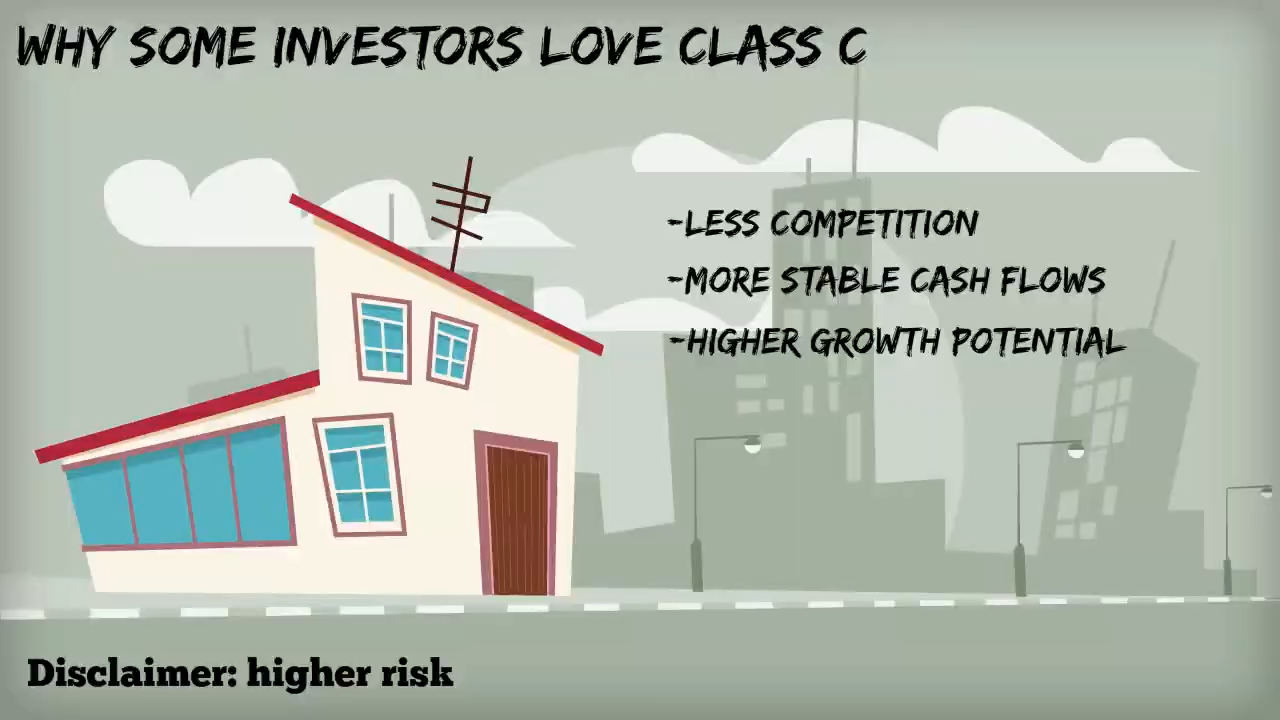 WHY SOME INVESTORS LOVE CLASS C
-LESS COMPETITION
-MORE STABLE CASH FLOWS
-HIGHER GROWTH POTENTIAL
Disclaimer: higher risk